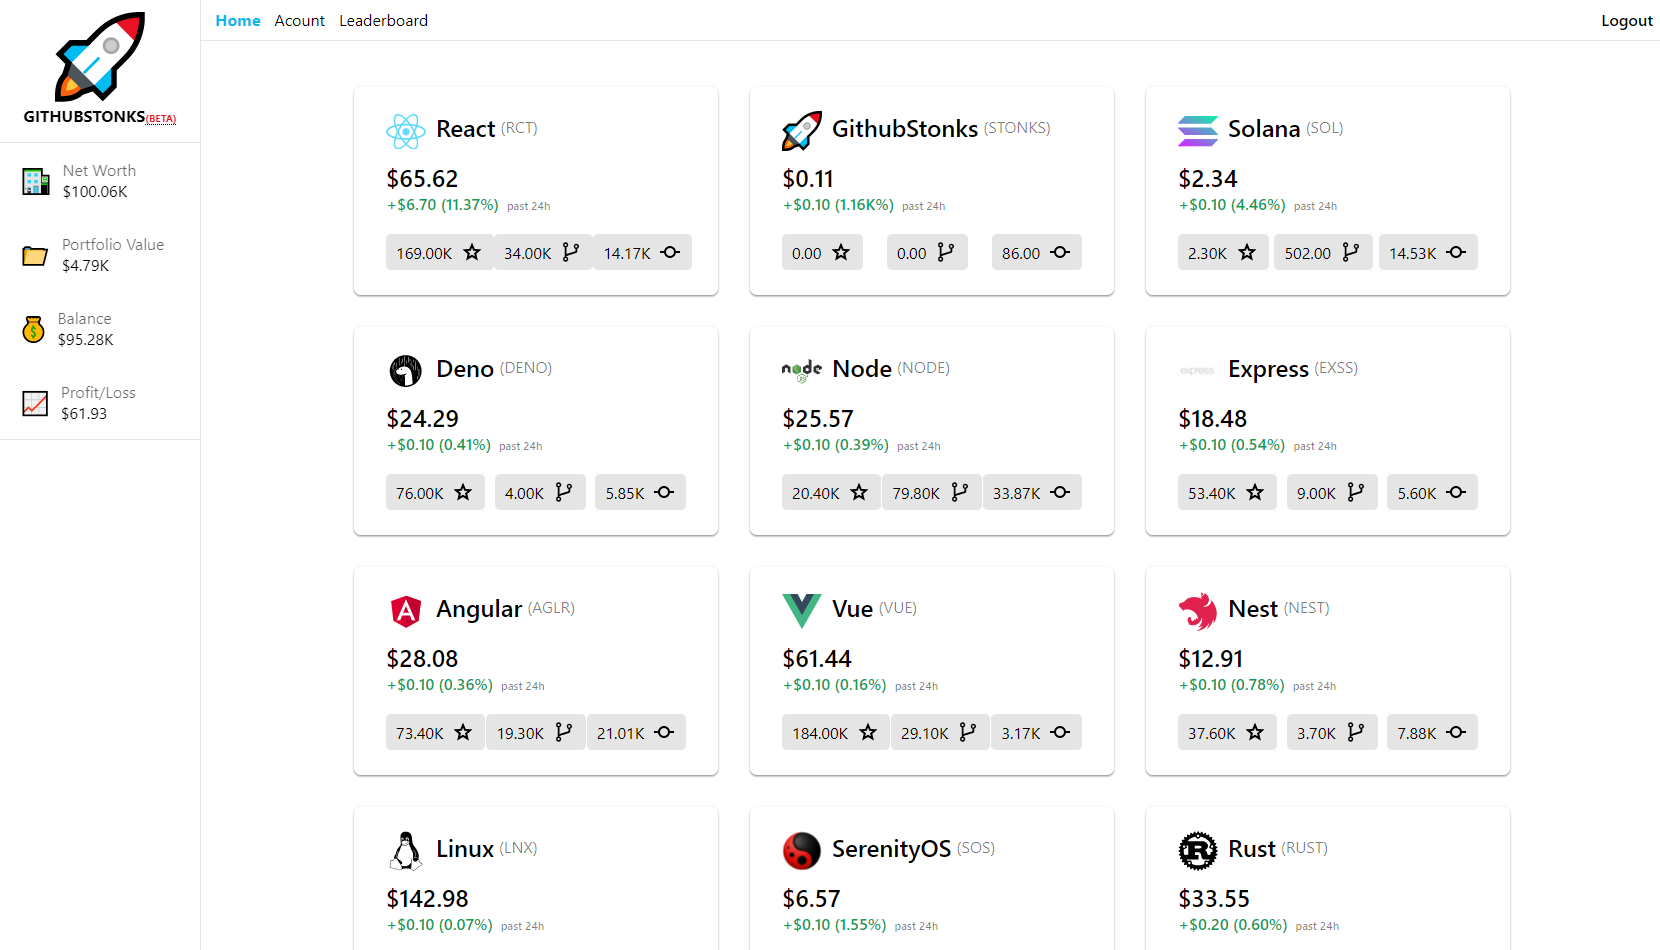 Home Acount Leaderboard Logout
GITHUBSTONKS(BETA)
Net Worth
$100.06K
Portfolio Value
$4.79K
Balance
$95.28K
Profit/Loss
$61.93
React (RCT)
$65.62
+$6.70 (11.37%) past 24h
169.00K 34.00K 14.17K
GithubStonks (STONKS)
$0.11
+$0.10 (1.16K%) past 24h
0.00 0.00 86.00
Solana (SOL)
$2.34
+$0.10 (4.46%) past 24h
2.30K 502.00 14.53K
Deno (DENO)
$24.29
+$0.10 (0.41%) past 24h
76.00K 4.00K 5.85K
node
JS
Node (NODE)
$25.57
+$0.10 (0.39%) past 24h
20.40K 79.80K 33.87K
express
Express (EXSS)
$18.48
+$0.10 (0.54%) past 24h
53.40K 9.00K 5.60K
A
Angular (AGLR)
$28.08
+$0.10 (0.36%) past 24h
73.40K 19.30K 21.01K
Vue (VUE)
$61.44
+$0.10 (0.16%) past 24h
184.00K 29.10K 3.17K
Nest (NEST)
$12.91
+$0.10 (0.78%) past 24h
37.60K 3.70K 7.88K
Linux (LNX)
$142.98
+$0.10 (0.07%) past 24h
SerenityOS (SOS)
$6.57
+$0.10 (1.55%) past 24h
R
Rust (RUST)
$33.55
+$0.20 (0.60%) past 24h